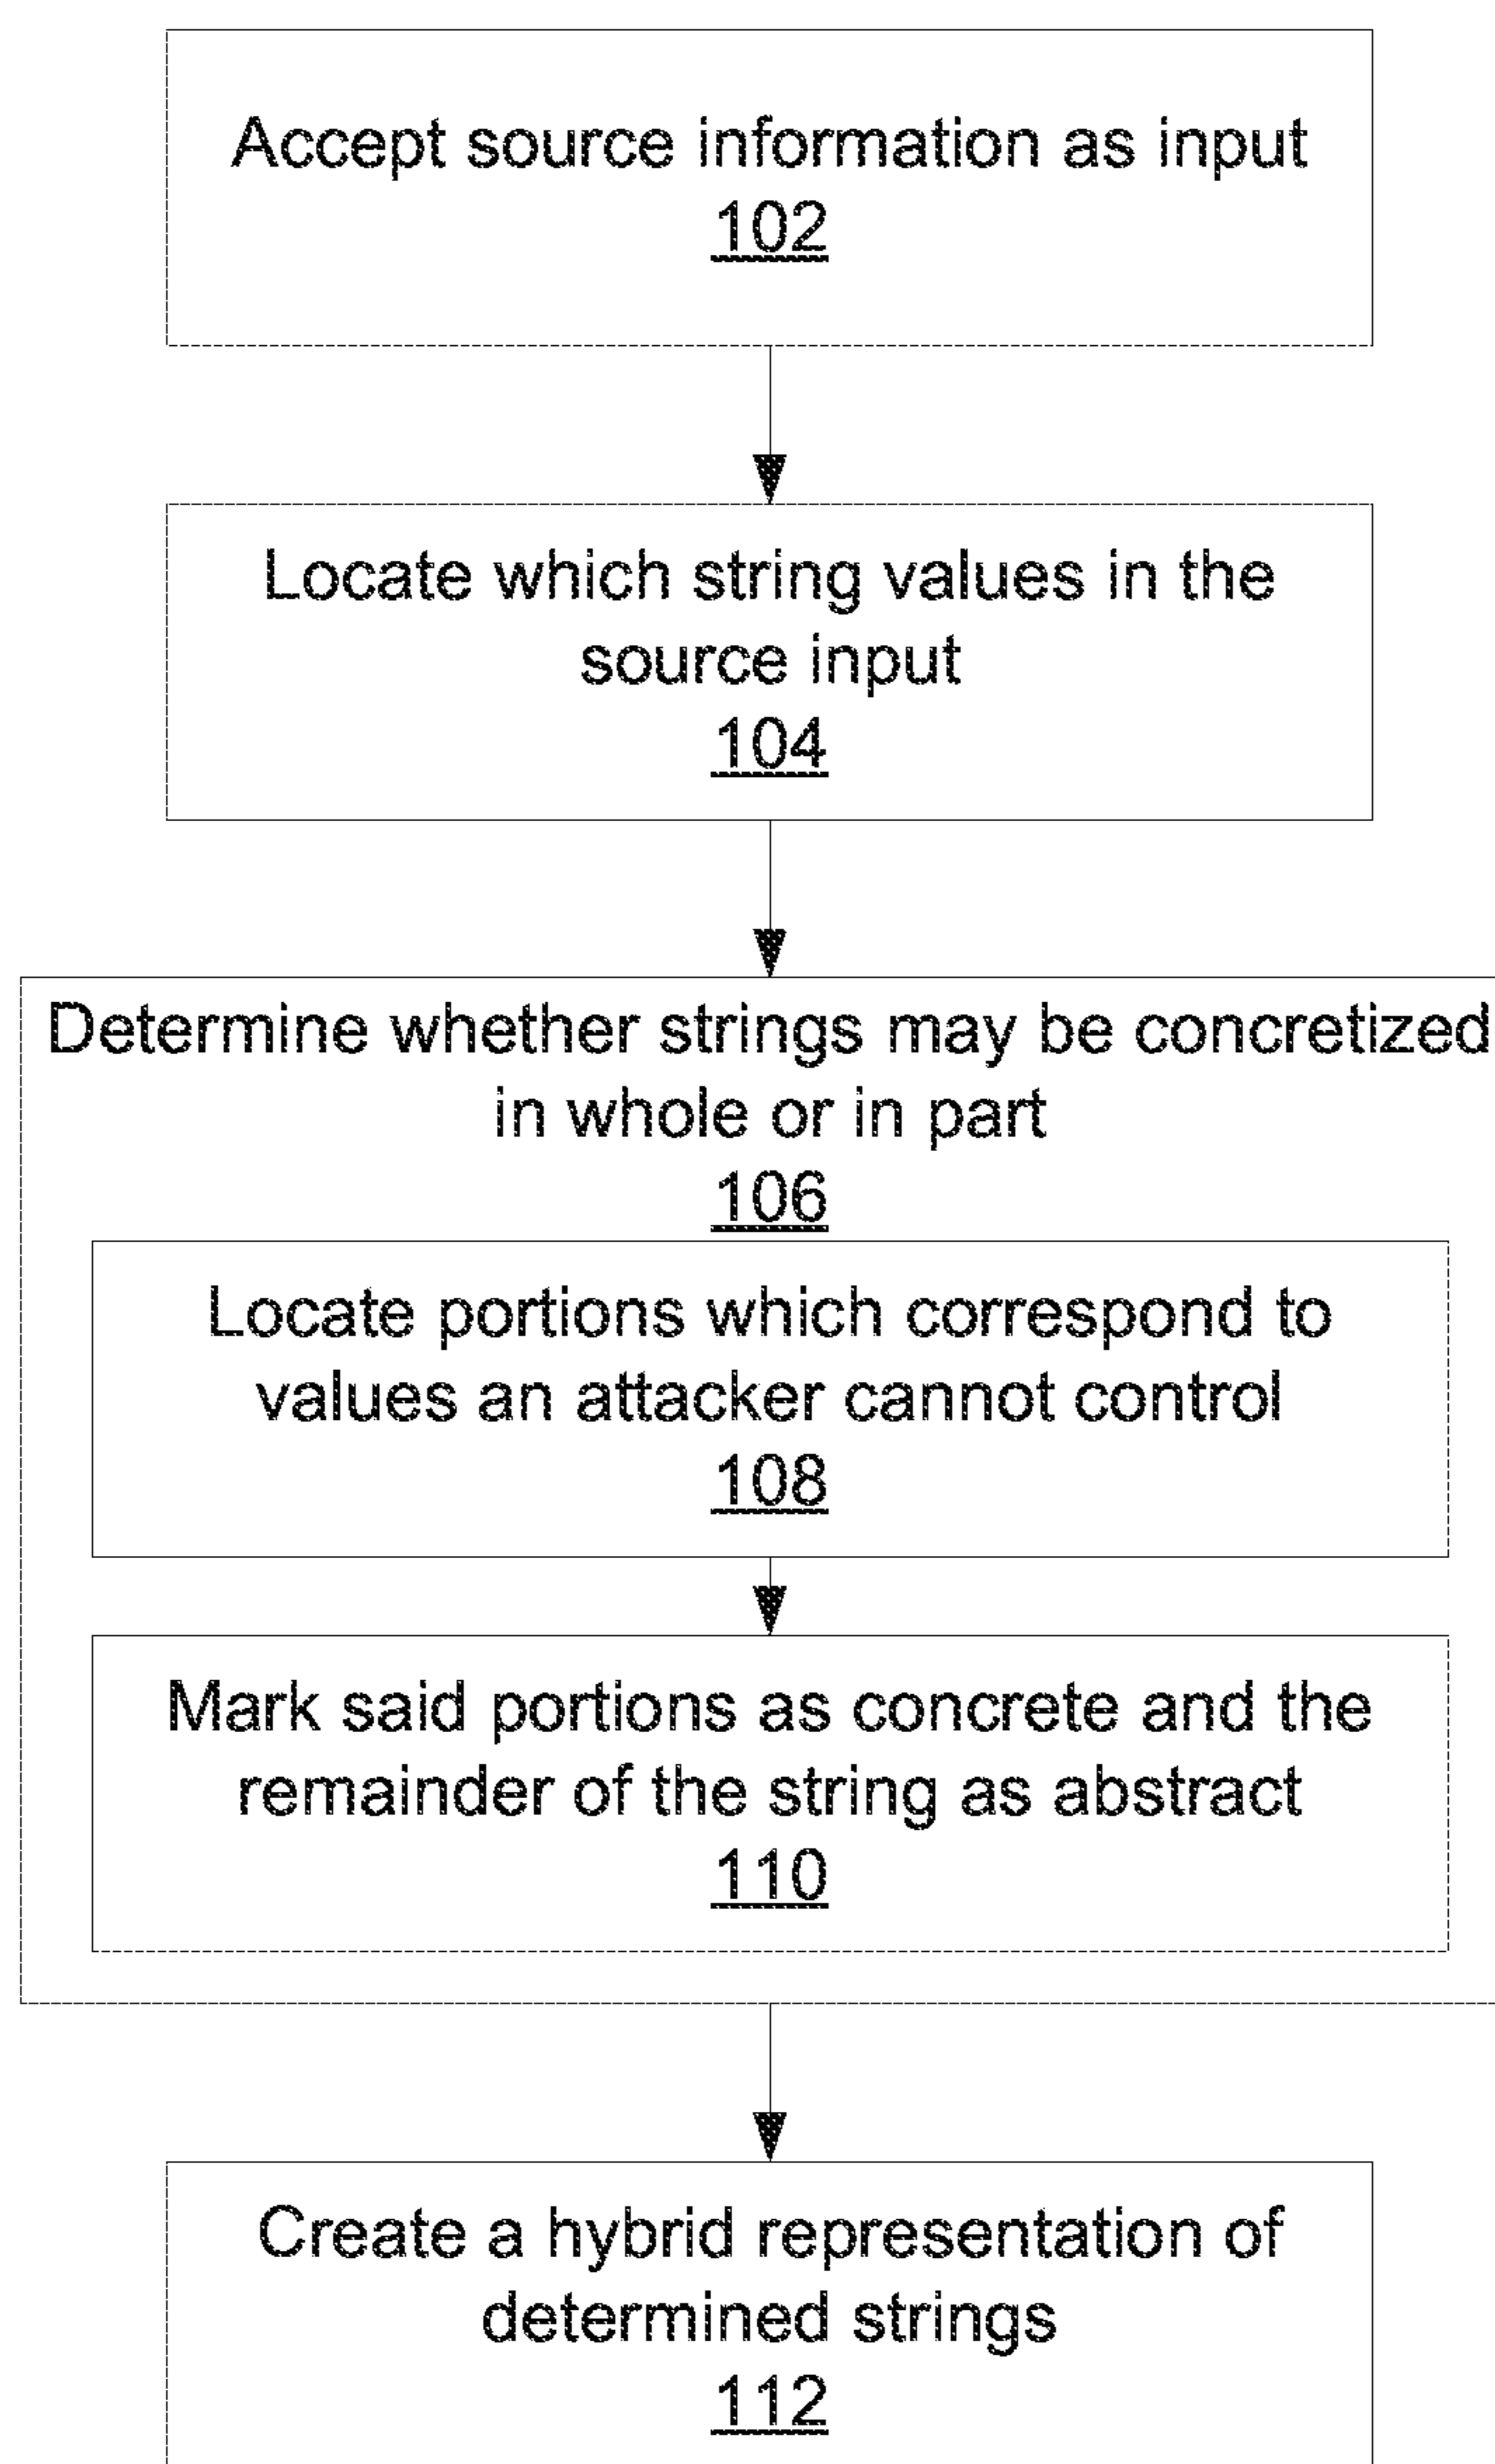 Accept source information as input
102
Locate which string values in the
source input
104
Determine whether strings may be concretized
in whole or in part
106
Locate portions which correspond to
values an attacker cannot control
108
Mark said portions as concrete and the
remainder of the string as abstract
110
Create a hybrid representation of
determined strings
112